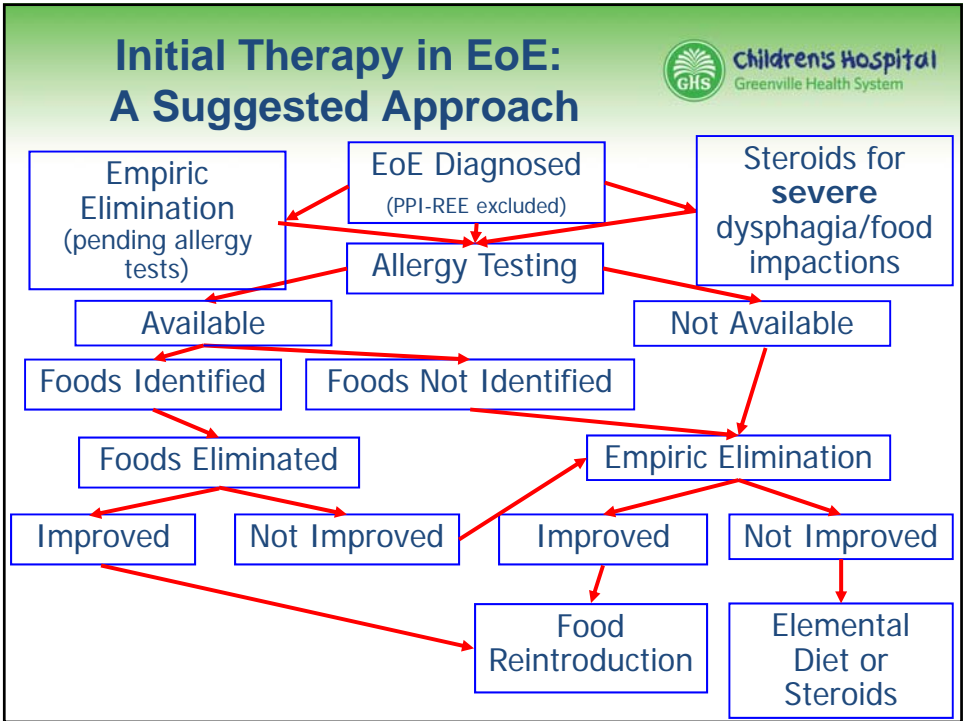 Initial Therapy in EoE:
A Suggested Approach
GHS
Children's Hospital
Greenville Health System
Empiric
Elimination
(pending allergy
tests)
EoE Diagnosed
(PPI-REE excluded)
Steroids for
severe
dysphagia/food
impactions
Allergy Testing
Available
Not Available
Foods Identified
Foods Not Identified
Foods Eliminated
Empiric Elimination
Improved
Not Improved
Improved
Not Improved
Food
Reintroduction
Elemental
Diet or
Steroids